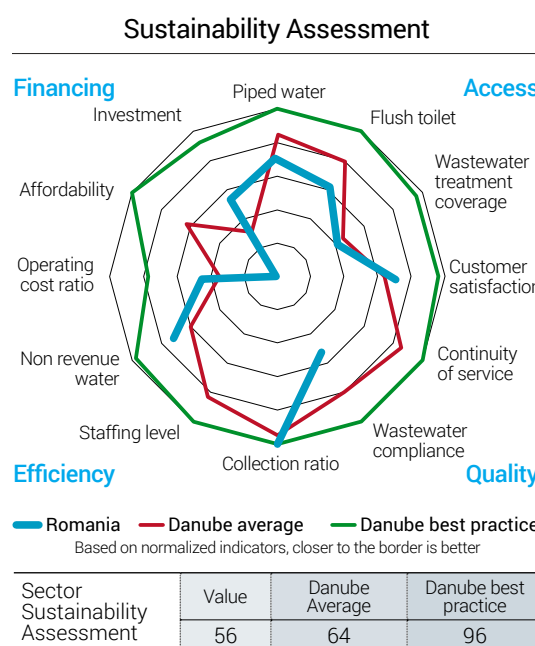 Sustainability Assessment
Financing
Access
Piped water
Investment
Flush toilet
Affordability
Wastewater
treatment
coverage
Operating
cost ratio
Customer
satisfaction
Non revenue
water
Continuity
of service
Staffing level
Wastewater
compliance
Collection ratio
Efficiency
Quality
Romania Danube average Danube best practice
Based on normalized indicators, closer to the border is better
Sector
Sustainability
Assessment
Value
Danube
Average
Danube best
practice
56 64 96